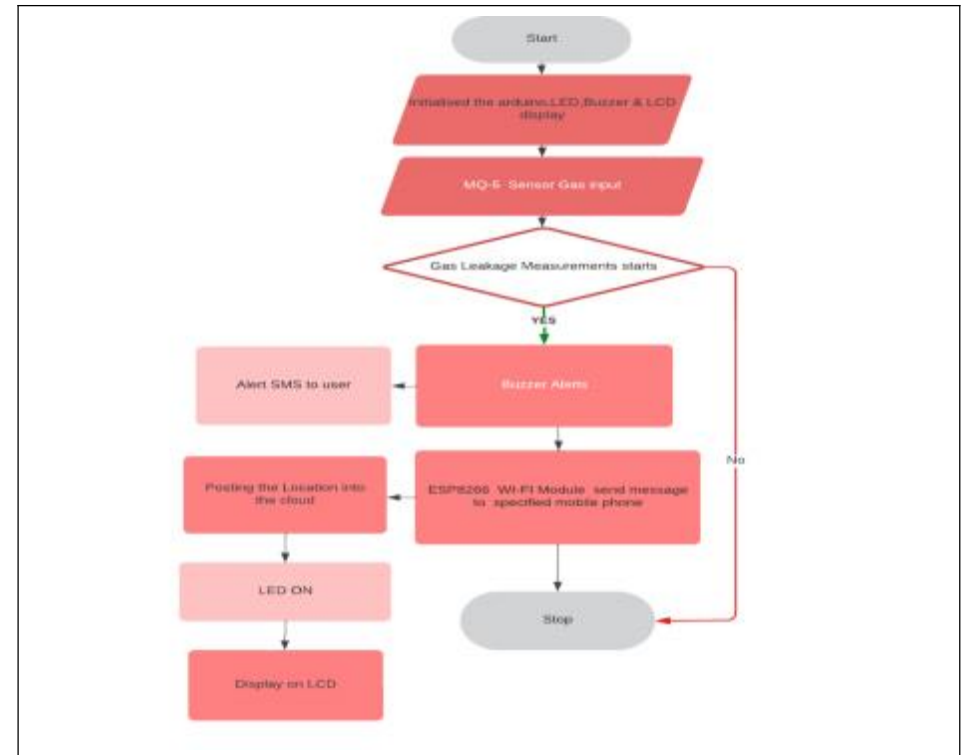 Start
Initialised the arduino,LED,Buzzer & LCD
display
MQ-5 Sensor Gas input
Gas Leakage Measurements starts
YES
Alert SMS to user
Buzzer Alerts
No
Posting the Location into
the cloud
ESP8266 WI-FI Module send message
to specified mobile phone
LED ON
Stop
Display on LCD